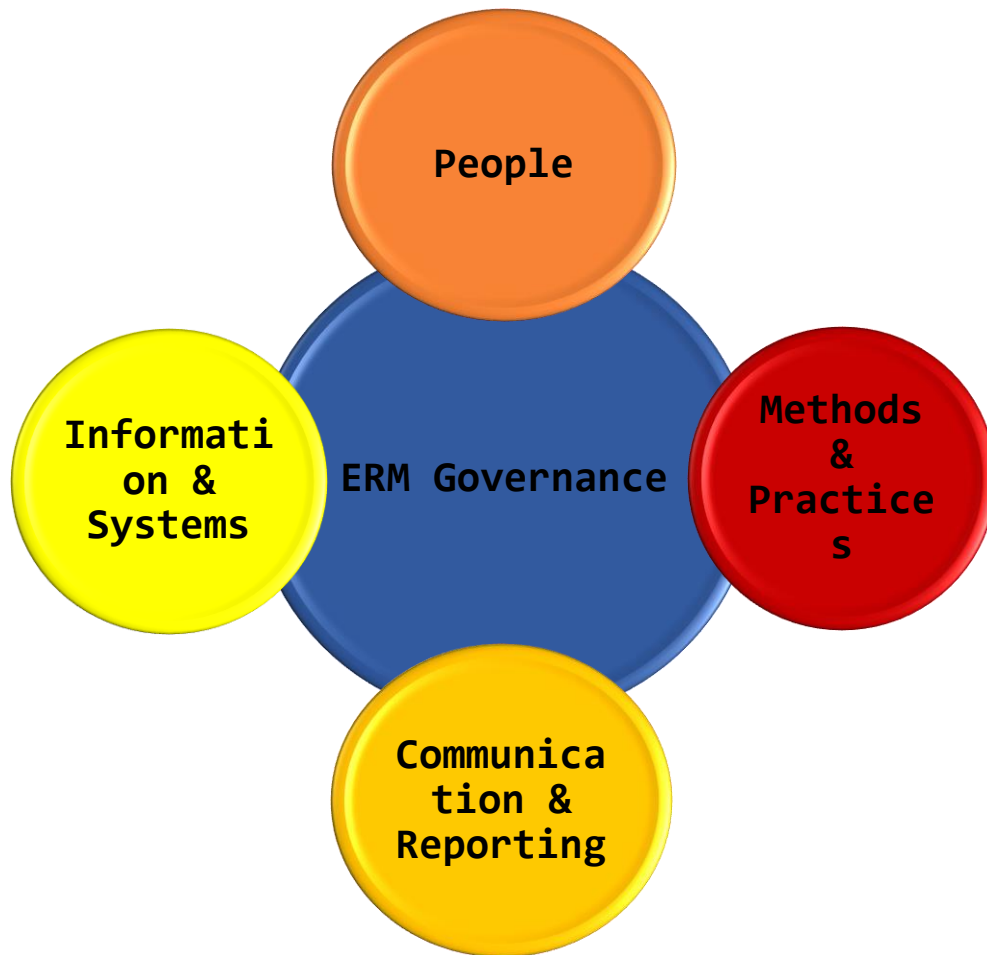 People
Informati
on &
Systems
ERM Governance
Methods
&
Practice
s
Communica
tion &
Reporting